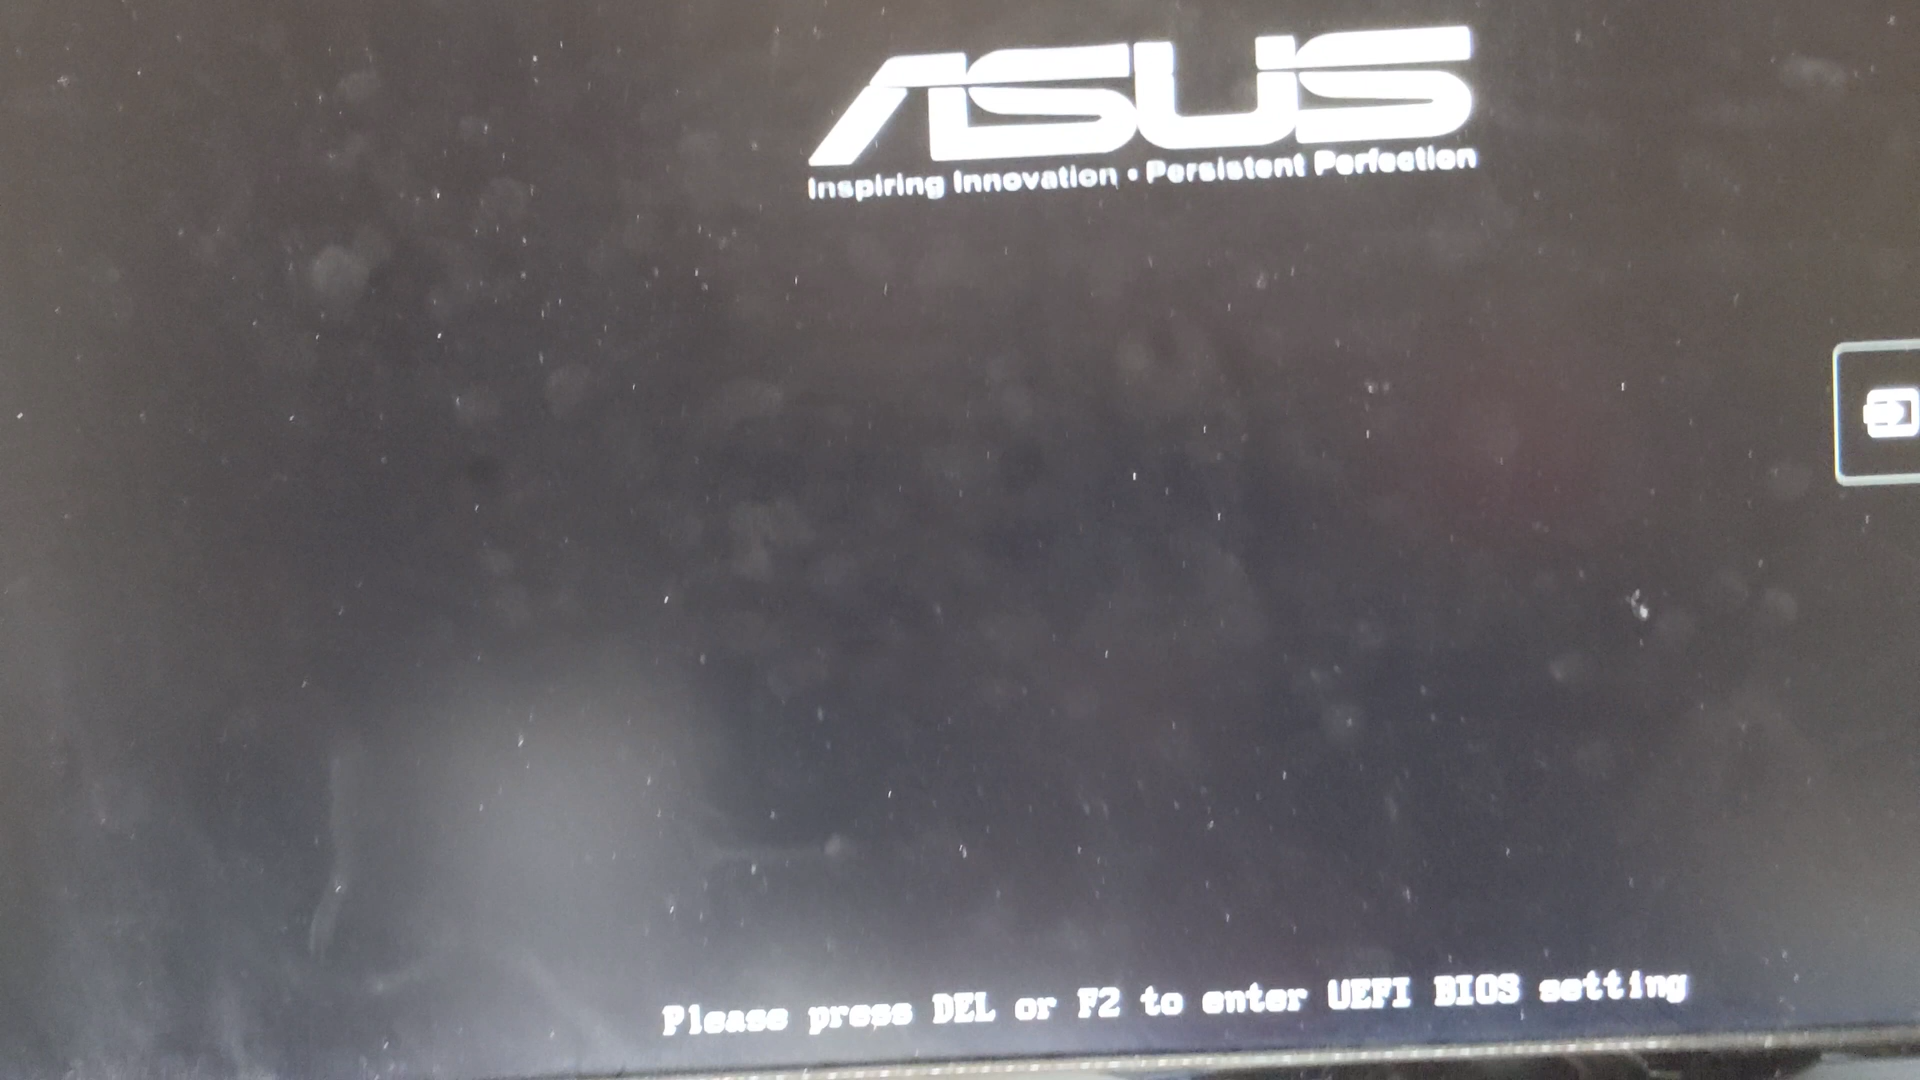 ASUS
Inspiring Innovation • Persistent Perfection
Please press DEL or F2 to enter UEFI BIOS setting